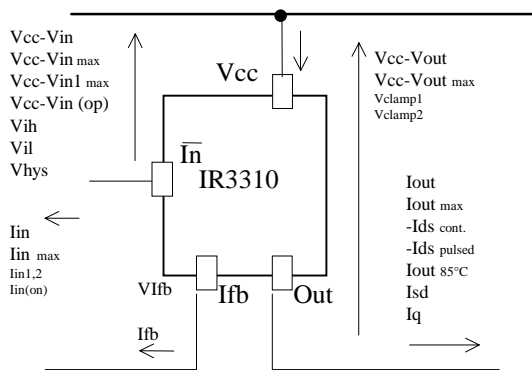 Vcc-Vin
Vcc-Vin max
Vcc-Vin1 max
Vcc-Vin (op)
Vih
Vil
Vhys
Iin
Iin max
Iin1,2
Iin(on)
Vcc
In
IR3310
VIfb
Ifb
Out
Ifb
Vcc-Vout
Vcc-Vout max
Vclamp1
Vclamp2
Iout
Iout max
-Ids cont.
-Ids pulsed
Iout 85°C
Isd
Iq